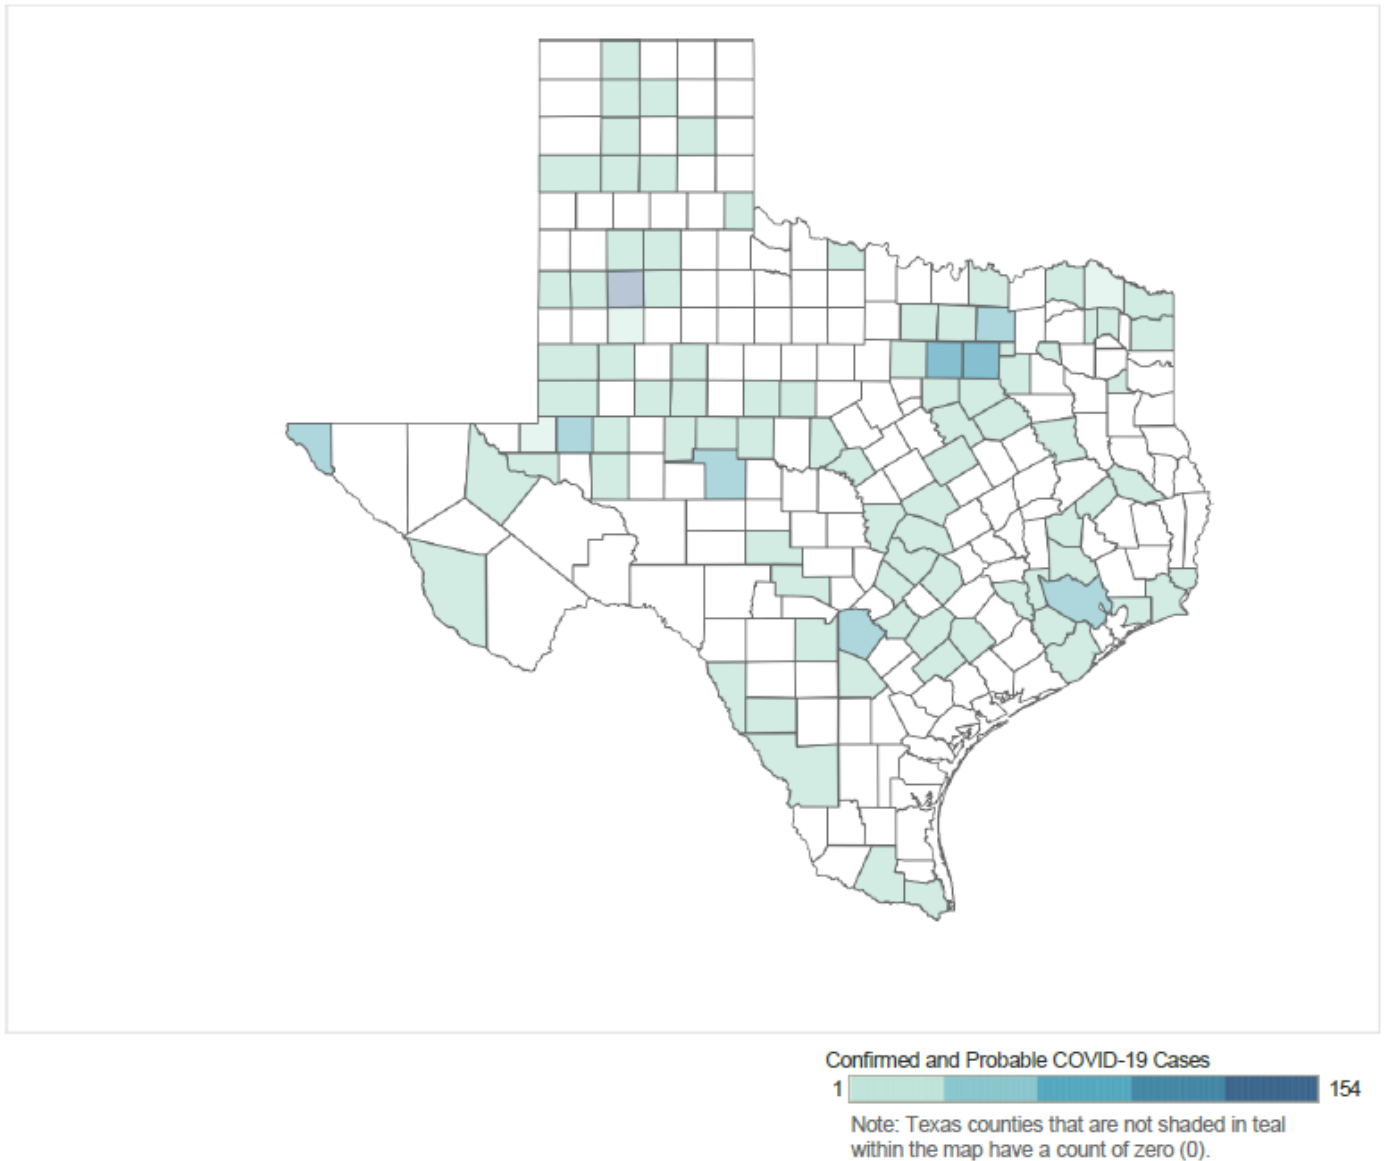 Confirmed and Probable COVID-19 Cases
1 154
Note: Texas counties that are not shaded in teal
within the map have a count of zero (0).